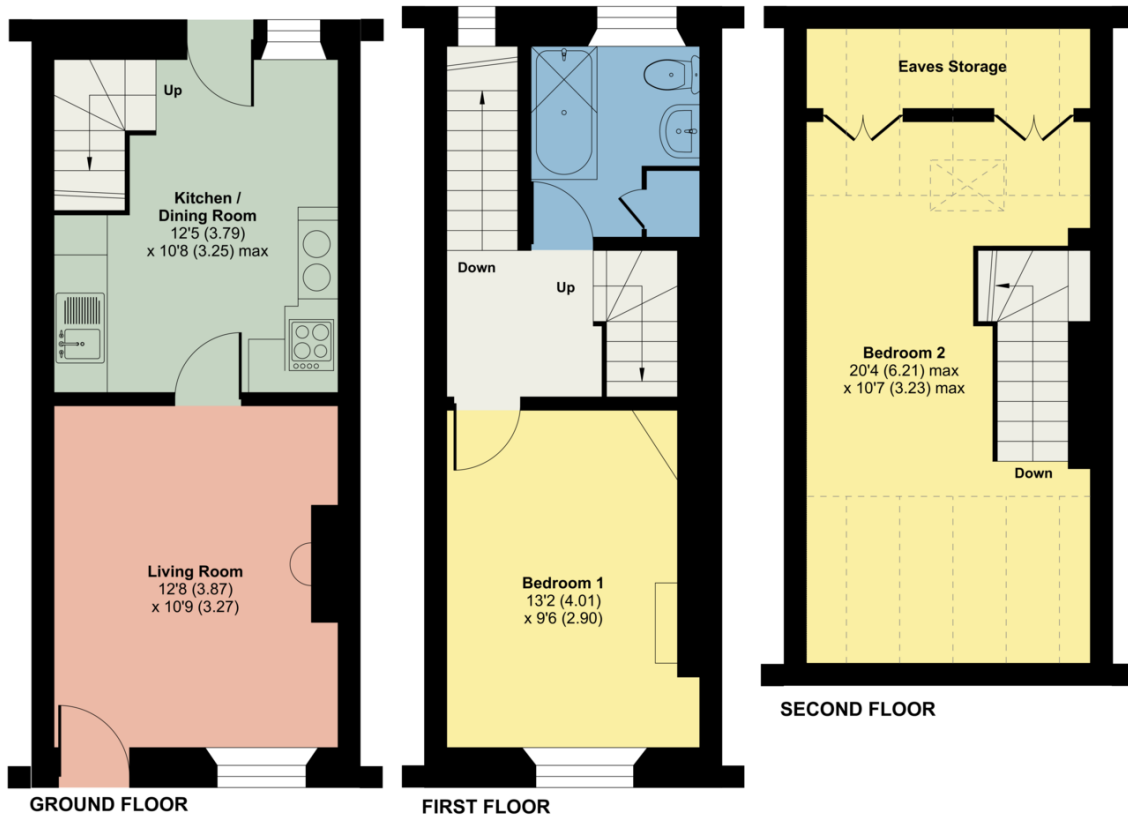 Up
Kitchen /
Dining Room
12'5 (3.79)
x 10'8 (3.25) max
Living Room
12'8 (3.87)
x 10'9 (3.27)
GROUND FLOOR
Down
Up
Bedroom 1
13'2 (4.01)
x 9'6 (2.90)
FIRST FLOOR
Eaves Storage
Bedroom 2
20'4 (6.21) max
x 10'7 (3.23) max
Down
SECOND FLOOR